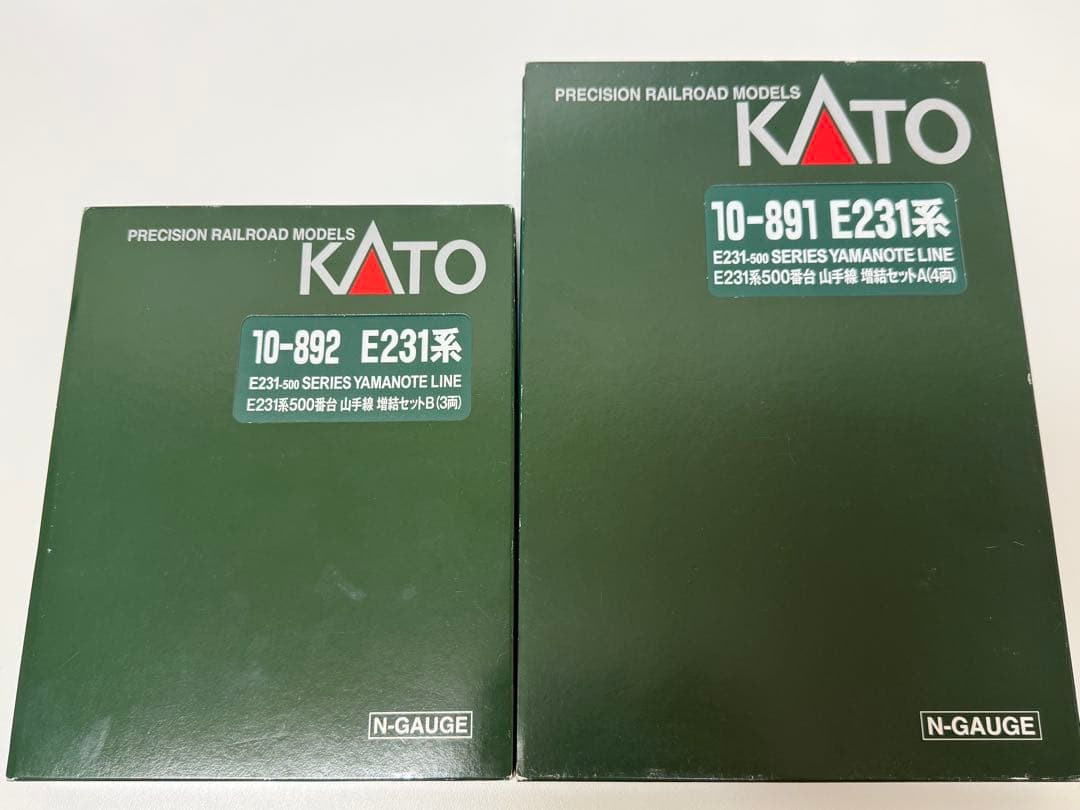 PRECISION RAILROAD MODELS
KATO
10-892 E231系
E231-500 SERIES YAMANOTE LINE
E231系500番台 山手線 増結セットB(3両)
N-GAUGE
PRECISION RAILROAD MODELS
KATO
10-891 E231系
E231-500 SERIES YAMANOTE LINE
E231系500番台 山手線 増結セットA(4両)
N-GAUGE